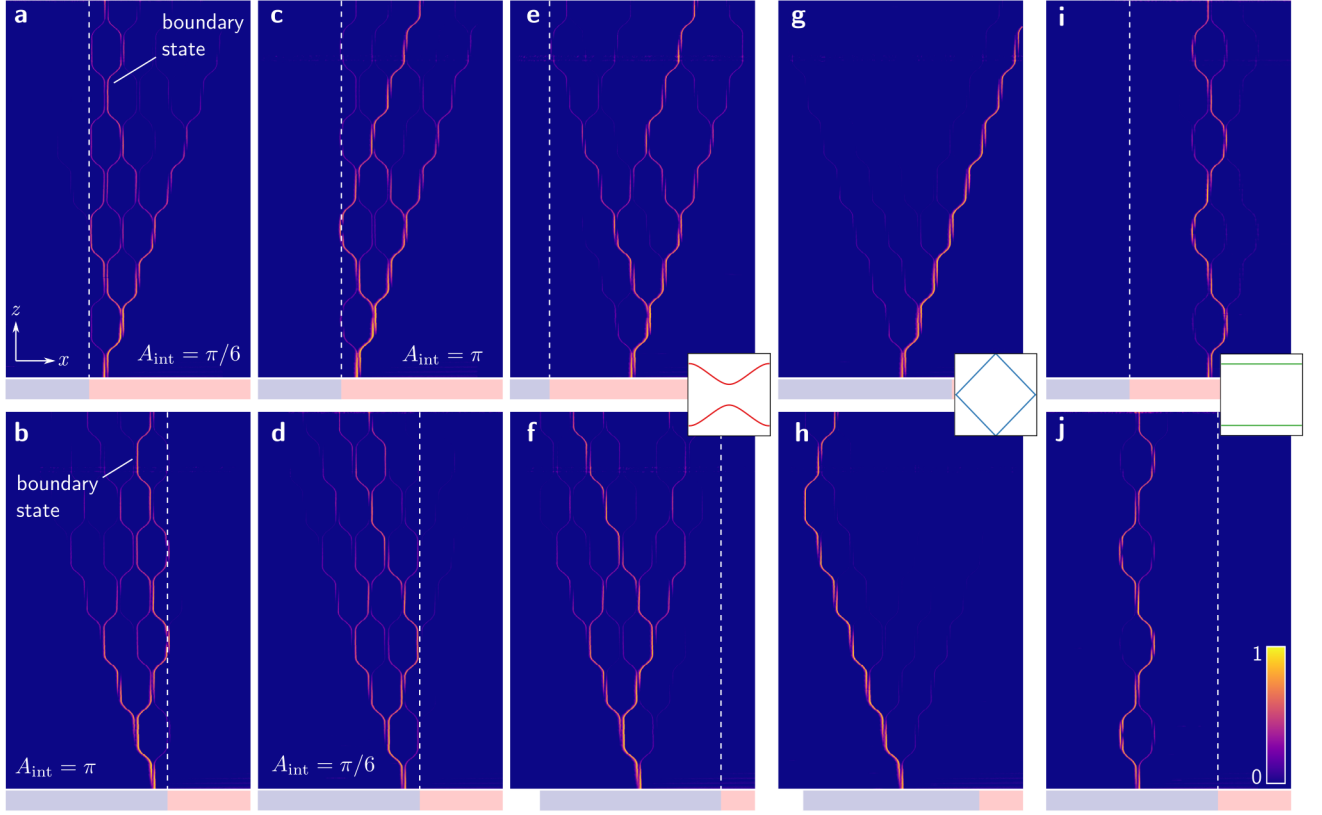 a
boundary
state
z
x
A_int = π/6
c
A_int = π
e
g
i
b
boundary
state
A_int = π
d
A_int = π/6
f
h
j
1
0